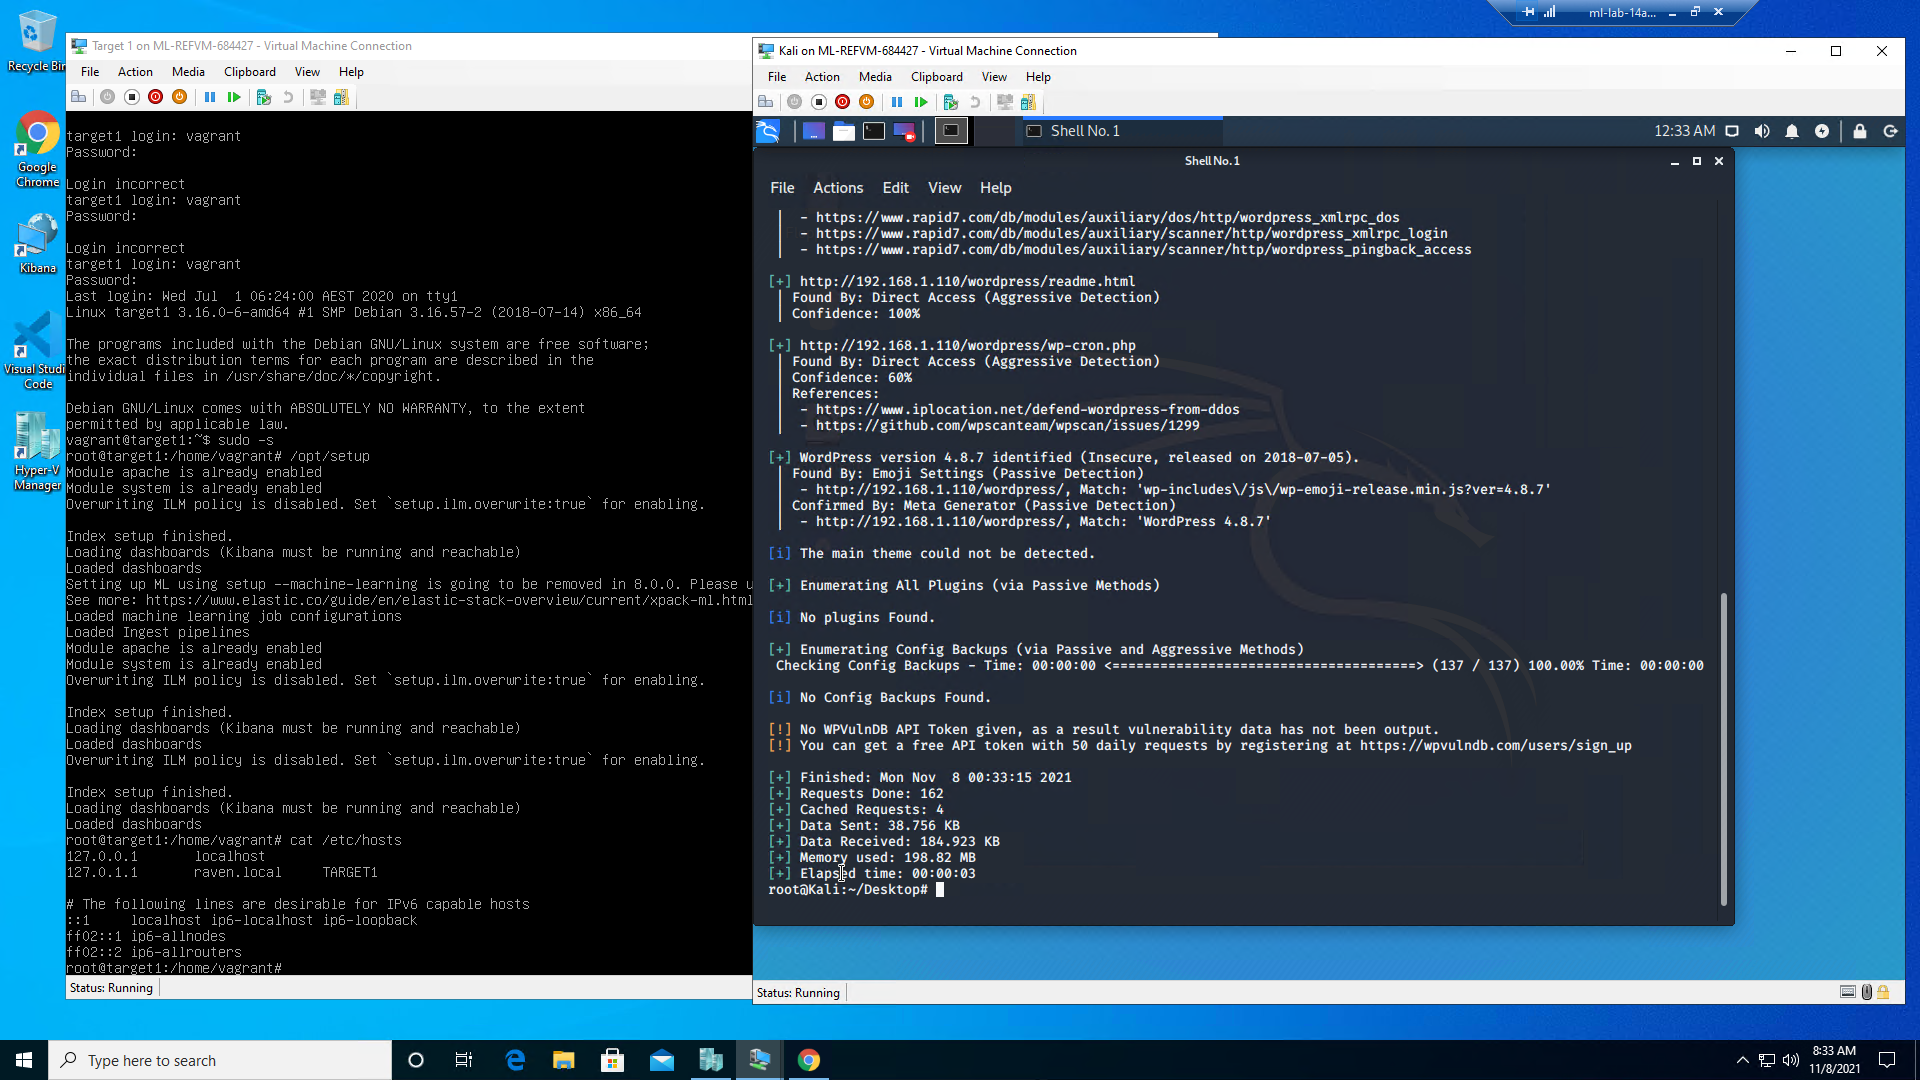 Recycle Bin
Google
Chrome
Kibana
Visual Studi
Code
Hyper-V
Manager
ml-lab-14a...
Target 1 on ML-REFVM-684427 - Virtual Machine Connection
File Action Media Clipboard View Help
target1 login: vagrant
Password:
Login incorrect
target1 login: vagrant
Password:
Login incorrect
target1 login: vagrant
Password:
Last login: Wed Jul  1 06:24:00 AEST 2020 on tty1
Linux target1 3.16.0-6-amd64 #1 SMP Debian 3.16.57-2 (2018-07-14) x86_64
The programs included with the Debian GNU/Linux system are free software;
the exact distribution terms for each program are described in the
individual files in /usr/share/doc/*/copyright.
Debian GNU/Linux comes with ABSOLUTELY NO WARRANTY, to the extent
permitted by applicable law.
vagrant@target1:~$ sudo -s
root@target1:/home/vagrant# /opt/setup
Module apache is already enabled
Module system is already enabled
Overwriting ILM policy is disabled. Set `setup.ilm.overwrite:true` for enabling.
Index setup finished.
Loading dashboards (Kibana must be running and reachable)
Loaded dashboards
Setting up ML using setup --machine-learning is going to be removed in 8.0.0. Please u
See more: https://www.elastic.co/guide/en/elastic-stack-overview/current/xpack-ml.html
Loaded machine learning job configurations
Loaded Ingest pipelines
Module apache is already enabled
Module system is already enabled
Overwriting ILM policy is disabled. Set `setup.ilm.overwrite:true` for enabling.
Index setup finished.
Loading dashboards (Kibana must be running and reachable)
Loaded dashboards
Overwriting ILM policy is disabled. Set `setup.ilm.overwrite:true` for enabling.
Index setup finished.
Loading dashboards (Kibana must be running and reachable)
Loaded dashboards
root@target1:/home/vagrant# cat /etc/hosts
127.0.0.1 localhost
127.0.1.1 raven.local TARGET1
# The following lines are desirable for IPv6 capable hosts
::1 localhost ip6-localhost ip6-loopback
ff02::1 ip6-allnodes
ff02::2 ip6-allrouters
root@target1:/home/vagrant#
Status: Running
Kali on ML-REFVM-684427 - Virtual Machine Connection
File Action Media Clipboard View Help
Shell No. 1
12:33 AM
Shell No.1
File Actions Edit View Help
| - https://www.rapid7.com/db/modules/auxiliary/dos/http/wordpress_xmlrpc_dos
| - https://www.rapid7.com/db/modules/auxiliary/scanner/http/wordpress_xmlrpc_login
| - https://www.rapid7.com/db/modules/auxiliary/scanner/http/wordpress_pingback_access
[+] http://192.168.1.110/wordpress/readme.html
| Found By: Direct Access (Aggressive Detection)
| Confidence: 100%
[+] http://192.168.1.110/wordpress/wp-cron.php
| Found By: Direct Access (Aggressive Detection)
| Confidence: 60%
| References:
| - https://www.iplocation.net/defend-wordpress-from-ddos
| - https://github.com/wpscanteam/wpscan/issues/1299
[+] WordPress version 4.8.7 identified (Insecure, released on 2018-07-05).
| Found By: Emoji Settings (Passive Detection)
| - http://192.168.1.110/wordpress/, Match: 'wp-includes\/js\/wp-emoji-release.min.js?ver=4.8.7'
| Confirmed By: Meta Generator (Passive Detection)
| - http://192.168.1.110/wordpress/, Match: 'WordPress 4.8.7'
[i] The main theme could not be detected.
[+] Enumerating All Plugins (via Passive Methods)
[i] No plugins Found.
[+] Enumerating Config Backups (via Passive and Aggressive Methods)
Checking Config Backups - Time: 00:00:00 <======================================> (137 / 137) 100.00% Time: 00:00:00
[i] No Config Backups Found.
[!] No WPVulnDB API Token given, as a result vulnerability data has not been output.
[!] You can get a free API token with 50 daily requests by registering at https://wpvulndb.com/users/sign_up
[+] Finished: Mon Nov  8 00:33:15 2021
[+] Requests Done: 162
[+] Cached Requests: 4
[+] Data Sent: 38.756 KB
[+] Data Received: 184.923 KB
[+] Memory used: 198.82 MB
[+] Elapsed time: 00:00:03
root@Kali:~/Desktop#
Status: Running
Type here to search
8:33 AM
11/8/2021